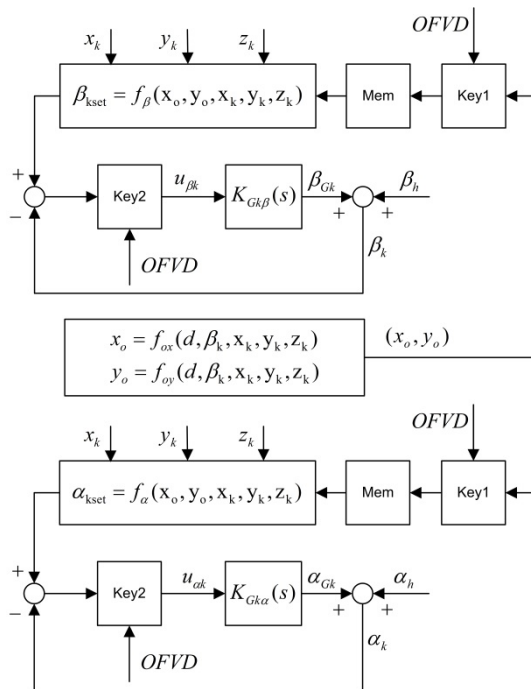 OFVD
x_k y_k z_k
β_kset = f_β(x_o, y_o, x_k, y_k, z_k) Mem Key1
+ − Key2 u_βk K_Gkβ(s) β_Gk + + β_h
OFVD β_k
x_o = f_ox(d, β_k, x_k, y_k, z_k)
y_o = f_oy(d, β_k, x_k, y_k, z_k)
(x_o, y_o)
OFVD
x_k y_k z_k
α_kset = f_α(x_o, y_o, x_k, y_k, z_k) Mem Key1
+ − Key2 u_αk K_Gkα(s) α_Gk + + α_h
OFVD α_k